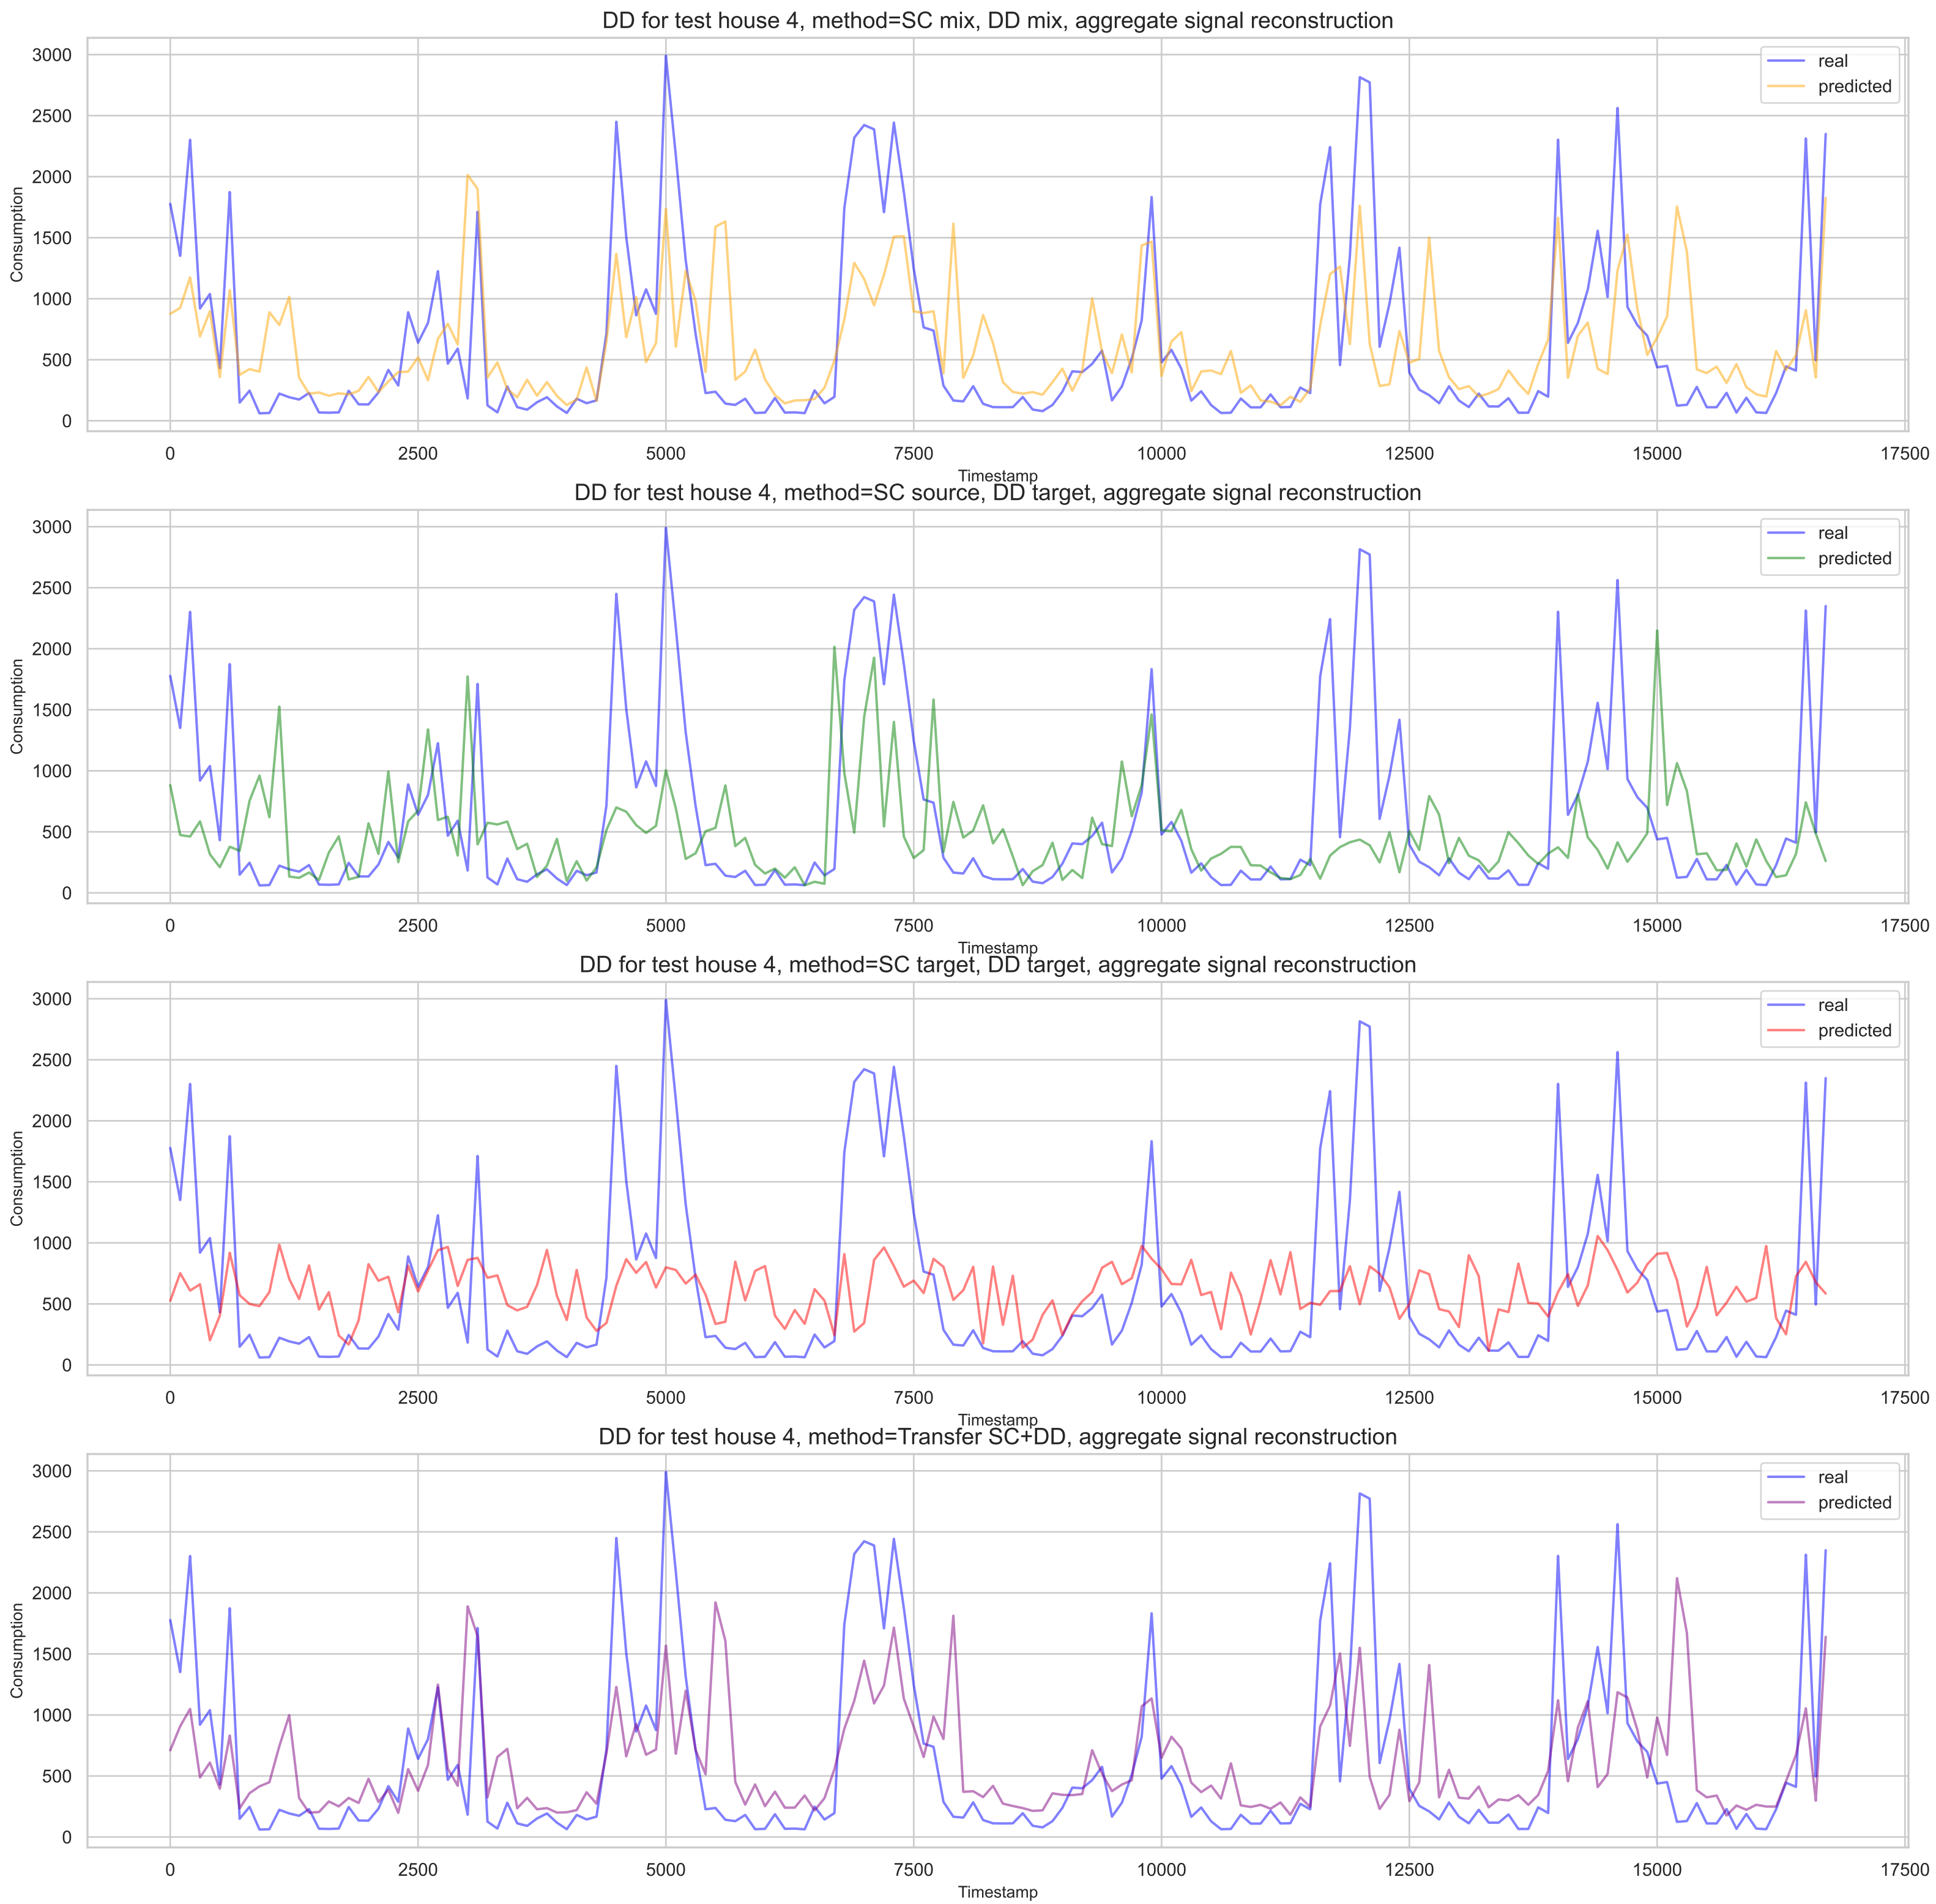 DD for test house 4, method=SC mix, DD mix, aggregate signal reconstruction
3000
2500
2000
1500
1000
500
0
Consumption
real
predicted
0 2500 5000 7500 10000 12500 15000 17500
Timestamp
DD for test house 4, method=SC source, DD target, aggregate signal reconstruction
3000
2500
2000
1500
1000
500
0
Consumption
real
predicted
0 2500 5000 7500 10000 12500 15000 17500
Timestamp
DD for test house 4, method=SC target, DD target, aggregate signal reconstruction
3000
2500
2000
1500
1000
500
0
Consumption
real
predicted
0 2500 5000 7500 10000 12500 15000 17500
Timestamp
DD for test house 4, method=Transfer SC+DD, aggregate signal reconstruction
3000
2500
2000
1500
1000
500
0
Consumption
real
predicted
0 2500 5000 7500 10000 12500 15000 17500
Timestamp